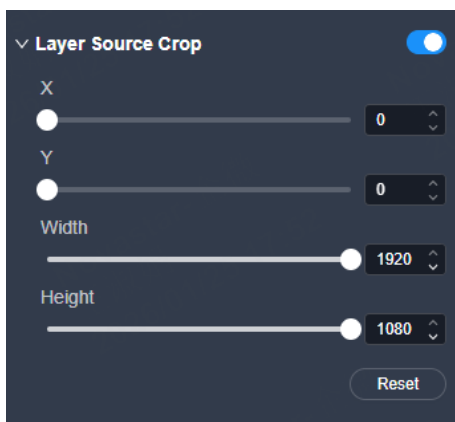 Layer Source Crop
X
0
Y
0
Width
1920
Height
1080
Reset